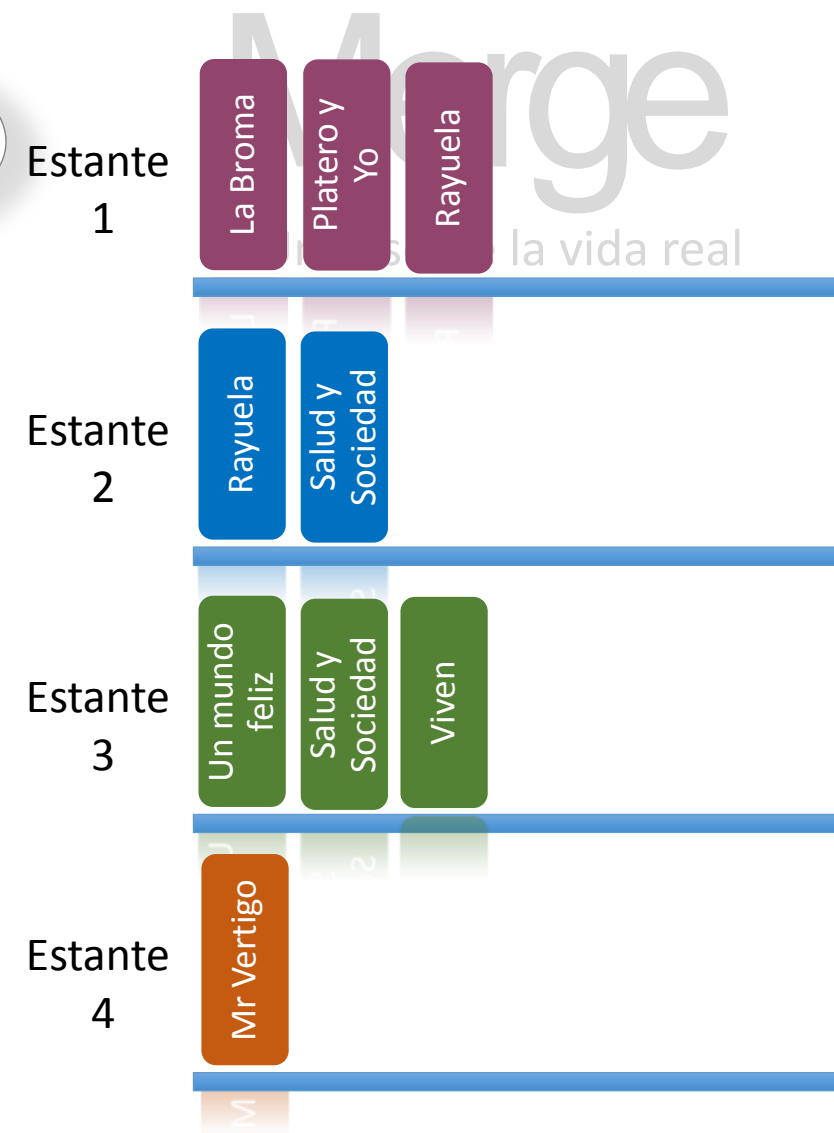 Merge
la vida real
Estante
1
La Broma
Platero y
Yo
Rayuela
Estante
2
Rayuela
Salud y
Sociedad
Estante
3
Un mundo
feliz
Salud y
Sociedad
Viven
Estante
4
Mr Vertigo